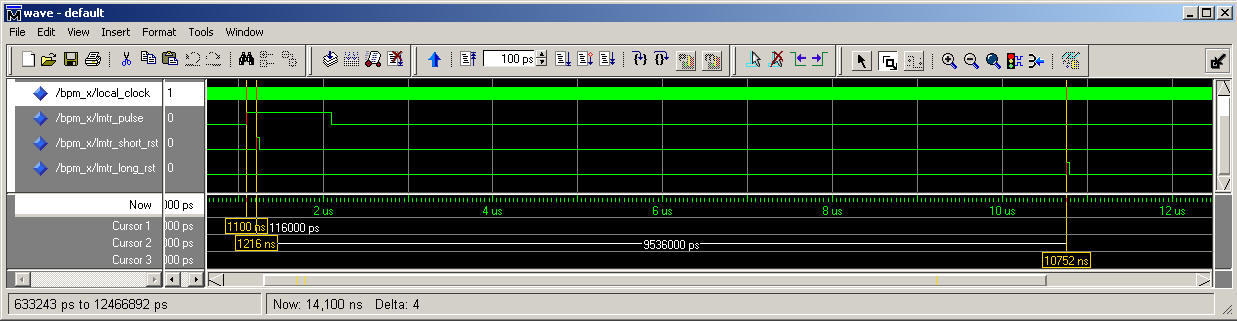 wave - default
File Edit View Insert Format Tools Window
100 ps
/bpm_x/local_clock 1
/bpm_x/lmtr_pulse 0
/bpm_x/lmtr_short_rst 0
/bpm_x/lmtr_long_rst 0
Now 000 ps 2 us 4 us 6 us 8 us 10 us 12 us
Cursor 1 000 ps 1100 ns 116000 ps
Cursor 2 000 ps 1216 ns 9536000 ps
Cursor 3 000 ps 10752 ns
633243 ps to 12466892 ps Now: 14,100 ns Delta: 4